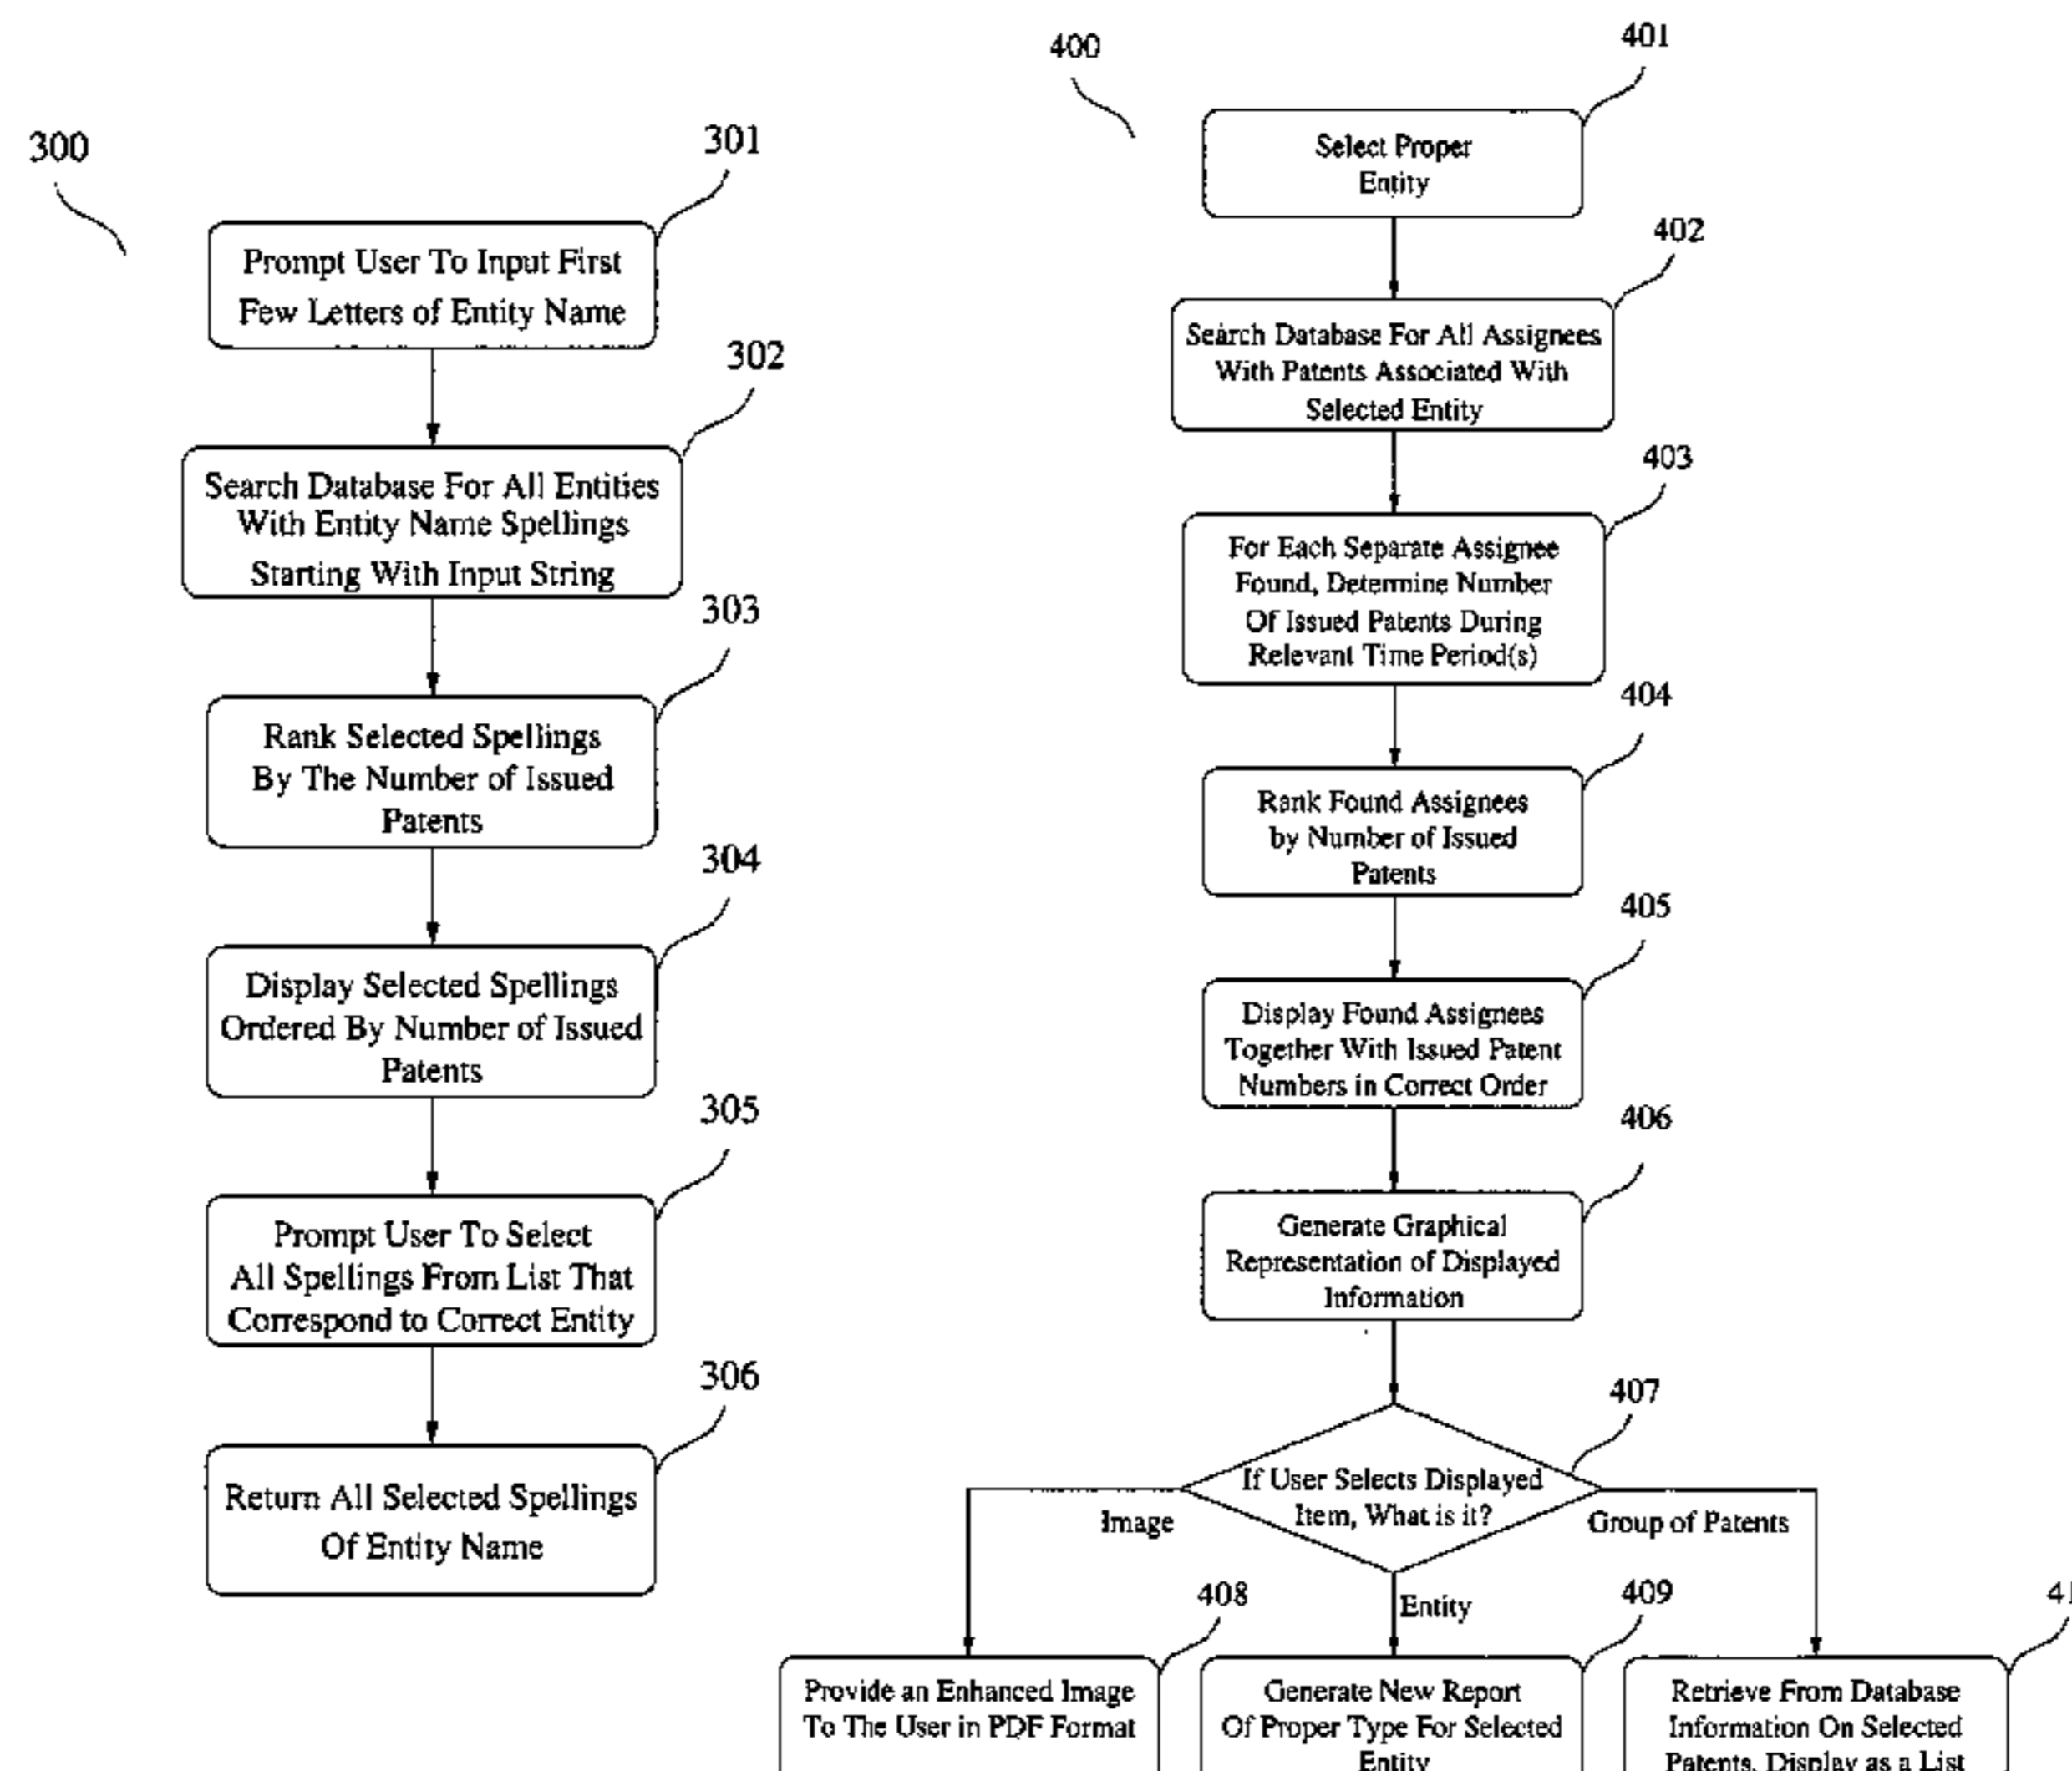 300
301
Prompt User To Input First
Few Letters of Entity Name
302
Search Database For All Entities
With Entity Name Spellings
Starting With Input String
303
Rank Selected Spellings
By The Number of Issued
Patents
304
Display Selected Spellings
Ordered By Number of Issued
Patents
305
Prompt User To Select
All Spellings From List That
Correspond to Correct Entity
306
Return All Selected Spellings
Of Entity Name
400
401
Select Proper
Entity
402
Search Database For All Assignees
With Patents Associated With
Selected Entity
403
For Each Separate Assignee
Found, Determine Number
Of Issued Patents During
Relevant Time Period(s)
404
Rank Found Assignees
by Number of Issued
Patents
405
Display Found Assignees
Together With Issued Patent
Numbers in Correct Order
406
Generate Graphical
Representation of Displayed
Information
407
If User Selects Displayed
Item, What is it?
Image
Entity
Group of Patents
408
Provide an Enhanced Image
To The User in PDF Format
409
Generate New Report
Of Proper Type For Selected
Entity
Retrieve From Database
Information On Selected
Patents, Display as a List